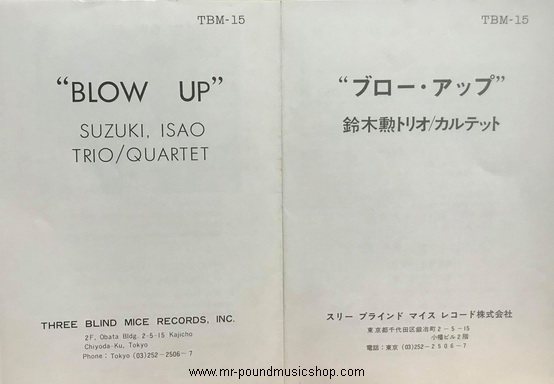 TBM-15
"BLOW UP"
SUZUKI, ISAO
TRIO/QUARTET
THREE BLIND MICE RECORDS, INC.
2F, Obata Bldg. 2-5-15 Kajicho
Chiyoda-Ku, Tokyo
Phone: Tokyo (03)252-2506~7
TBM-15
“ブロー・アップ”
鈴木勲トリオ/カルテット
スリー ブラインド マイス レコード株式会社
東京都千代田区鍛冶町2-5-15
小幡ビル2階
電話:東京 (03)252-2506~7
www.mr-poundmusicshop.com